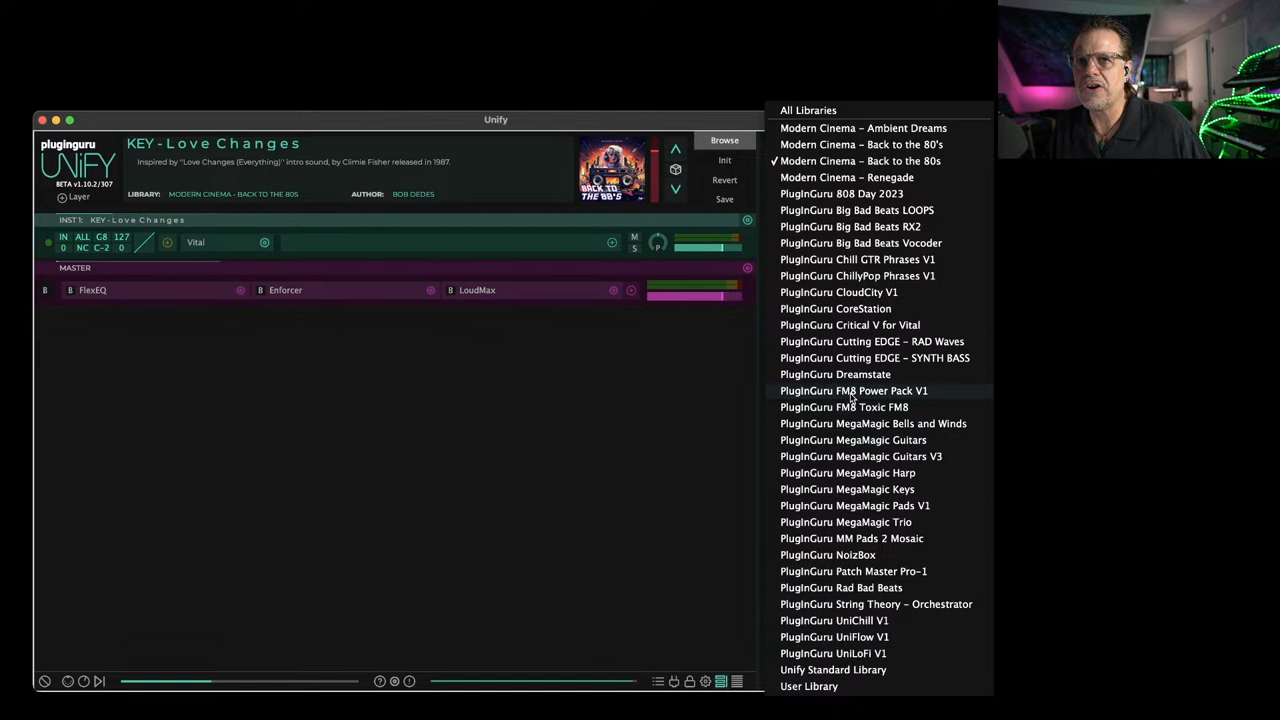 Unify
pluginguru
UNiFY
BETA v1.10.2/307
Layer
KEY - Love Changes
Inspired by "Love Changes (Everything)" intro sound, by Climie Fisher released in 1987.
LIBRARY: MODERN CINEMA - BACK TO THE 80S
AUTHOR: BOB DEDES
BACK TO THE 80'S
Browse
Init
Revert
Save
INST 1: KEY - Love Changes
IN ALL G8 127
0 NC C-2 0
Vital
M
S
P
MASTER
B
B FlexEQ
B Enforcer
B LoudMax
All Libraries
Modern Cinema – Ambient Dreams
Modern Cinema – Back to the 80's
✓ Modern Cinema – Back to the 80s
Modern Cinema – Renegade
PlugInGuru 808 Day 2023
PlugInGuru Big Bad Beats LOOPS
PlugInGuru Big Bad Beats RX2
PlugInGuru Big Bad Beats Vocoder
PlugInGuru Chill GTR Phrases V1
PlugInGuru ChillyPop Phrases V1
PlugInGuru CloudCity V1
PlugInGuru CoreStation
PlugInGuru Critical V for Vital
PlugInGuru Cutting EDGE – RAD Waves
PlugInGuru Cutting EDGE – SYNTH BASS
PlugInGuru Dreamstate
PlugInGuru FM8 Power Pack V1
PlugInGuru FM8 Toxic FM8
PlugInGuru MegaMagic Bells and Winds
PlugInGuru MegaMagic Guitars
PlugInGuru MegaMagic Guitars V3
PlugInGuru MegaMagic Harp
PlugInGuru MegaMagic Keys
PlugInGuru MegaMagic Pads V1
PlugInGuru MegaMagic Trio
PlugInGuru MM Pads 2 Mosaic
PlugInGuru NoizBox
PlugInGuru Patch Master Pro-1
PlugInGuru Rad Bad Beats
PlugInGuru String Theory – Orchestrator
PlugInGuru UniChill V1
PlugInGuru UniFlow V1
PlugInGuru UniLoFi V1
Unify Standard Library
User Library